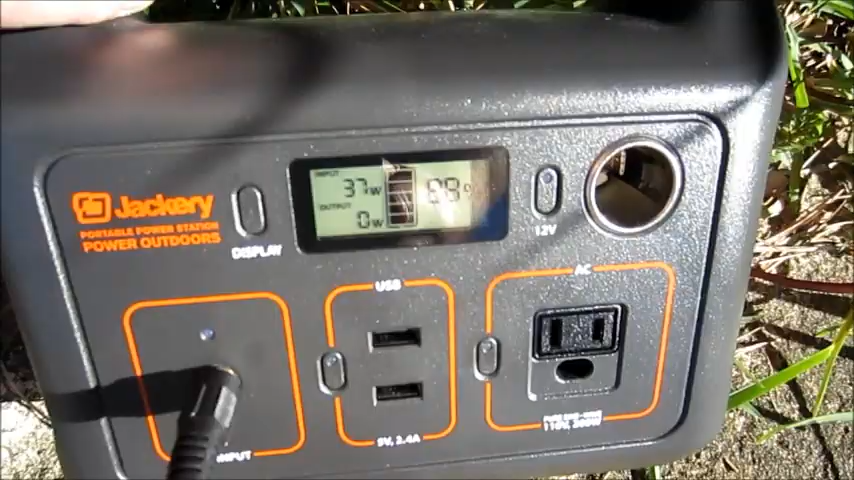 INPUT
37W
OUTPUT
0W
%
Jackery
PORTABLE POWER STATION
POWER OUTDOORS
DISPLAY
12V
USB
AC
INPUT
5V, 2.4A
110V,